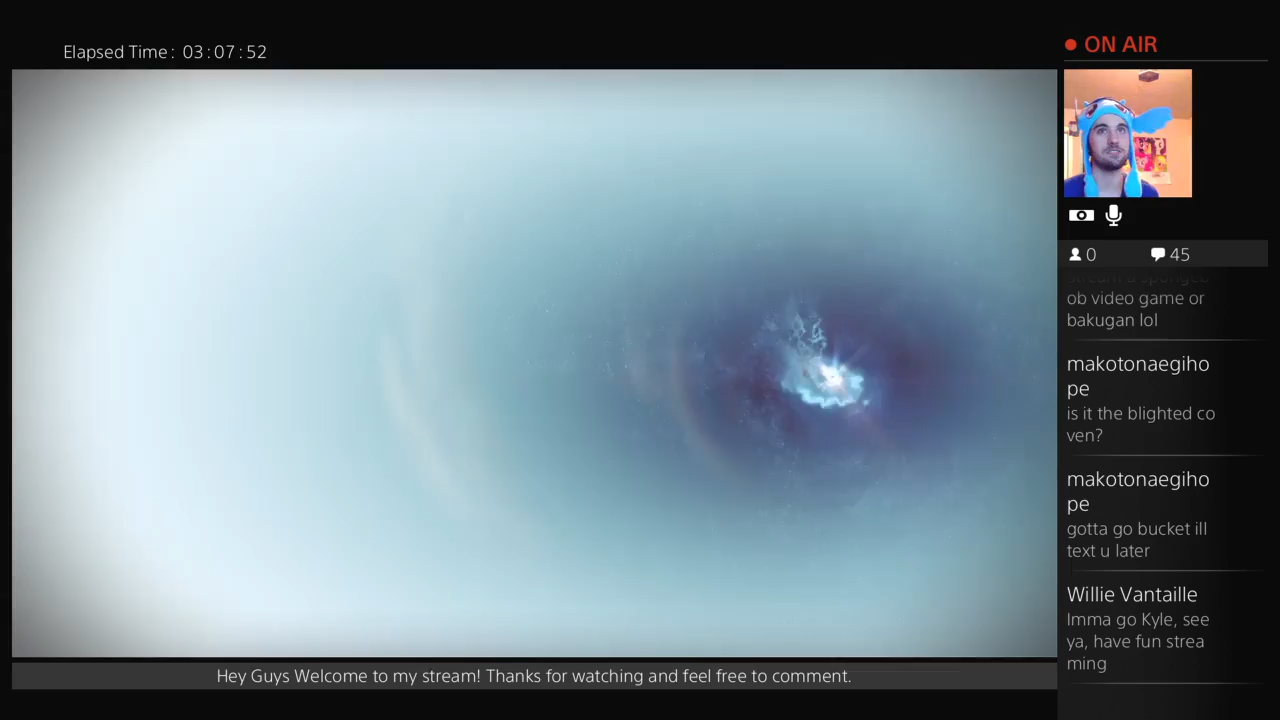 Elapsed Time: 03:07:52
ON AIR
0 45
ob video game or
bakugan lol
makotonaegiho
pe
is it the blighted co
ven?
makotonaegiho
pe
gotta go bucket ill
text u later
Willie Vantaille
Imma go Kyle, see
ya, have fun strea
ming
Hey Guys Welcome to my stream! Thanks for watching and feel free to comment.